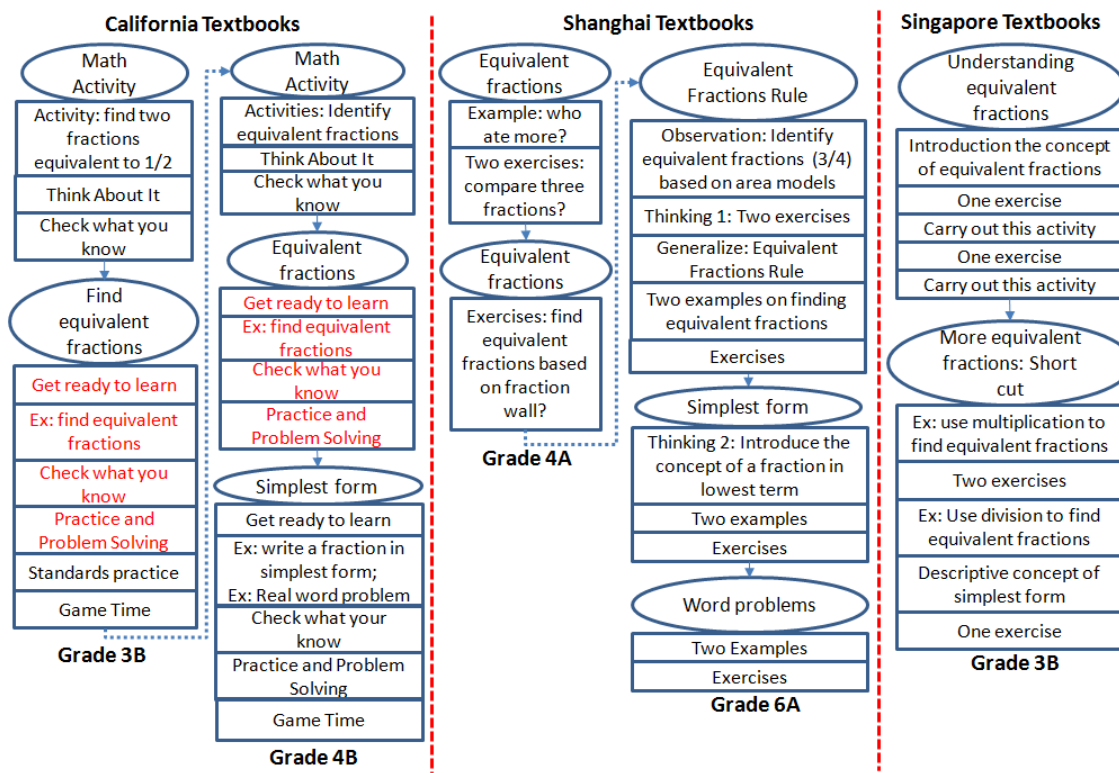 California Textbooks
Math
Activity
Activity: find two
fractions
equivalent to 1/2
Think About It
Check what you
know
Find
equivalent
fractions
Get ready to learn
Ex: find equivalent
fractions
Check what you
know
Practice and
Problem Solving
Standards practice
Game Time
Grade 3B
Math
Activity
Activities: Identify
equivalent fractions
Think About It
Check what you
know
Equivalent
fractions
Get ready to learn
Ex: find equivalent
fractions
Check what you
know
Practice and
Problem Solving
Simplest form
Get ready to learn
Ex: write a fraction in
simplest form;
Ex: Real word problem
Check what your
know
Practice and Problem
Solving
Game Time
Grade 4B
Shanghai Textbooks
Equivalent
fractions
Example: who
ate more?
Two exercises:
compare three
fractions?
Equivalent
fractions
Exercises: find
equivalent
fractions based
on fraction
wall?
Grade 4A
Equivalent
Fractions Rule
Observation: Identify
equivalent fractions (3/4)
based on area models
Thinking 1: Two exercises
Generalize: Equivalent
Fractions Rule
Two examples on finding
equivalent fractions
Exercises
Simplest form
Thinking 2: Introduce the
concept of a fraction in
lowest term
Two examples
Exercises
Word problems
Two Examples
Exercises
Grade 6A
Singapore Textbooks
Understanding
equivalent
fractions
Introduction the concept
of equivalent fractions
One exercise
Carry out this activity
One exercise
Carry out this activity
More equivalent
fractions: Short
cut
Ex: use multiplication to
find equivalent fractions
Two exercises
Ex: Use division to find
equivalent fractions
Descriptive concept of
simplest form
One exercise
Grade 3B